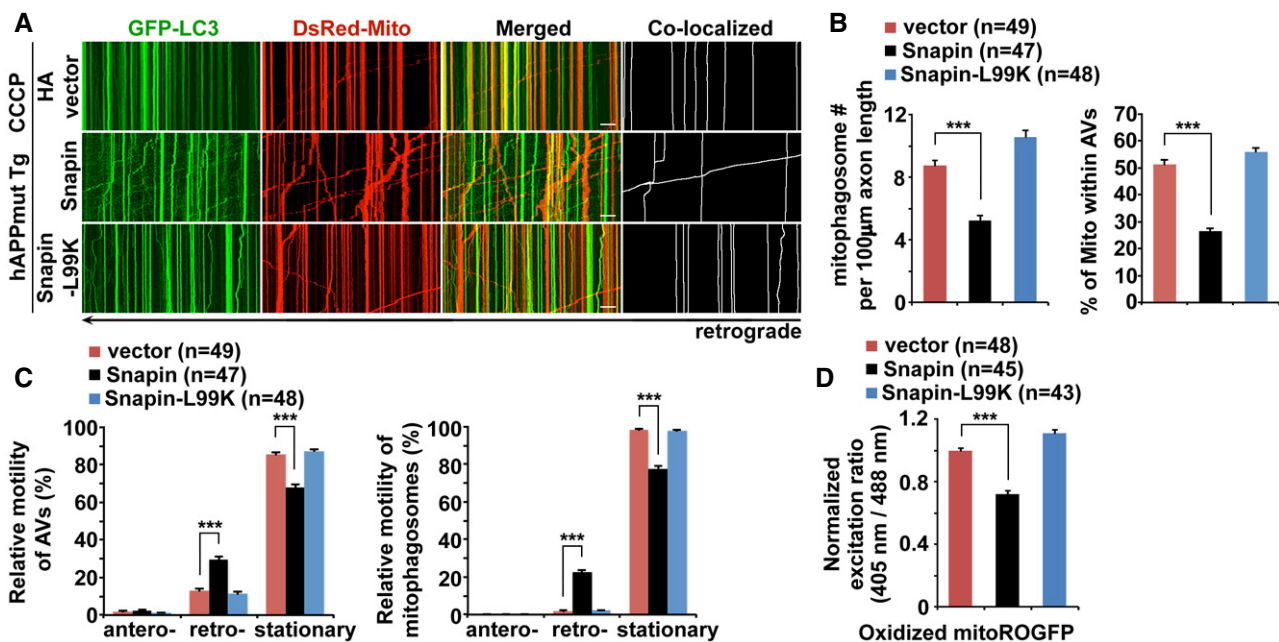 A
GFP-LC3 DsRed-Mito Merged Co-localized
CCCP
hAPPmut Tg
HA
vector
Snapin
Snapin
-L99K
retrograde
B
vector (n=49)
Snapin (n=47)
Snapin-L99K (n=48)
mitophagosome #
per 100µm axon length
12
8
4
0
***
% of Mito within AVs
70
60
50
40
30
20
10
0
***
C
vector (n=49)
Snapin (n=47)
Snapin-L99K (n=48)
Relative motility
of AVs (%)
100
80
60
40
20
0
***
***
antero- retro- stationary
Relative motility of
mitophagosomes (%)
100
80
60
40
20
0
***
***
antero- retro- stationary
D
vector (n=48)
Snapin (n=45)
Snapin-L99K (n=43)
Normalized
excitation ratio
(405 nm / 488 nm)
1.2
0.8
0.4
0
***
Oxidized mitoROGFP